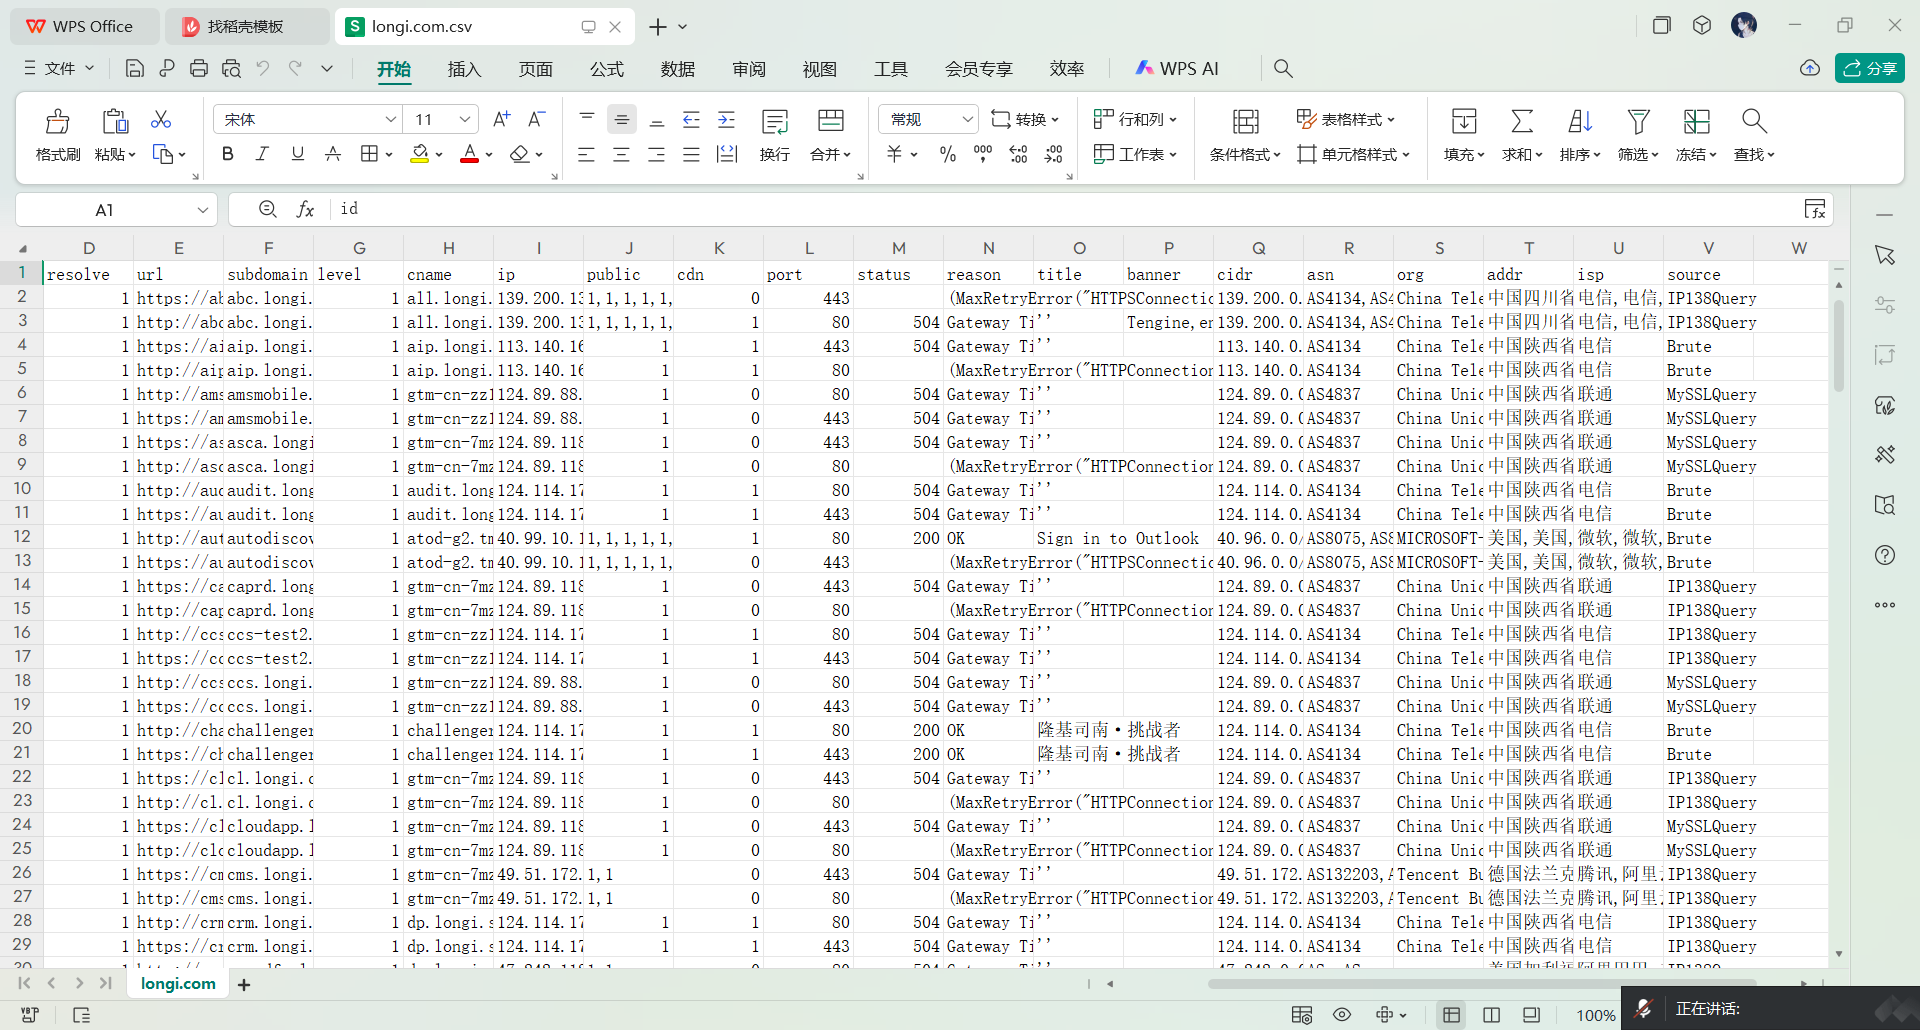 WPS Office 找稻壳模板 longi.com.csv
文件 开始 插入 页面 公式 数据 审阅 视图 工具 会员专享 效率 WPS AI 分享
宋体 11 常规 转换 行和列 表格样式
格式刷 粘贴 换行 合并 工作表 条件格式 单元格样式 填充 求和 排序 筛选 冻结 查找
A1 id
D E F G H I J K L M N O P Q R S T U V W
1 resolve url subdomain level cname ip public cdn port status reason title banner cidr asn org addr isp source
2 1 https://ab abc.longi. 1 all.longi. 139.200.13 1,1,1,1,1, 0 443 (MaxRetryError("HTTPSConnectio 139.200.0. AS4134,AS4 China Tele 中国四川省 电信,电信, IP138Query
3 1 http://abc abc.longi. 1 all.longi. 139.200.13 1,1,1,1,1, 1 80 504 Gateway Ti '' Tengine,er 139.200.0. AS4134,AS4 China Tele 中国四川省 电信,电信, IP138Query
4 1 https://ai aip.longi. 1 aip.longi. 113.140.16 1 1 443 504 Gateway Ti '' 113.140.0. AS4134 China Tele 中国陕西省 电信 Brute
5 1 http://aip aip.longi. 1 aip.longi. 113.140.16 1 1 80 (MaxRetryError("HTTPConnection 113.140.0. AS4134 China Tele 中国陕西省 电信 Brute
6 1 http://ams amsmobile. 1 gtm-cn-zz1 124.89.88. 1 0 80 504 Gateway Ti '' 124.89.0.0 AS4837 China Unic 中国陕西省 联通 MySSLQuery
7 1 https://am amsmobile. 1 gtm-cn-zz1 124.89.88. 1 0 443 504 Gateway Ti '' 124.89.0.0 AS4837 China Unic 中国陕西省 联通 MySSLQuery
8 1 https://as asca.longi 1 gtm-cn-7mz 124.89.118 1 0 443 504 Gateway Ti '' 124.89.0.0 AS4837 China Unic 中国陕西省 联通 MySSLQuery
9 1 http://asc asca.longi 1 gtm-cn-7mz 124.89.118 1 0 80 (MaxRetryError("HTTPConnection 124.89.0.0 AS4837 China Unic 中国陕西省 联通 MySSLQuery
10 1 http://auc audit.long 1 audit.long 124.114.17 1 1 80 504 Gateway Ti '' 124.114.0. AS4134 China Tele 中国陕西省 电信 Brute
11 1 https://au audit.long 1 audit.long 124.114.17 1 1 443 504 Gateway Ti '' 124.114.0. AS4134 China Tele 中国陕西省 电信 Brute
12 1 http://aut autodiscov 1 atod-g2.tm 40.99.10.1 1,1,1,1,1, 1 80 200 OK Sign in to Outlook 40.96.0.0/ AS8075,AS8 MICROSOFT- 美国,美国, 微软,微软, Brute
13 1 https://au autodiscov 1 atod-g2.tm 40.99.10.1 1,1,1,1,1, 0 443 (MaxRetryError("HTTPSConnectio 40.96.0.0/ AS8075,AS8 MICROSOFT- 美国,美国, 微软,微软, Brute
14 1 https://ca caprd.long 1 gtm-cn-7mz 124.89.118 1 0 443 504 Gateway Ti '' 124.89.0.0 AS4837 China Unic 中国陕西省 联通 IP138Query
15 1 http://cap caprd.long 1 gtm-cn-7mz 124.89.118 1 0 80 (MaxRetryError("HTTPConnection 124.89.0.0 AS4837 China Unic 中国陕西省 联通 IP138Query
16 1 http://ccs ccs-test2. 1 gtm-cn-zz1 124.114.17 1 1 80 504 Gateway Ti '' 124.114.0. AS4134 China Tele 中国陕西省 电信 IP138Query
17 1 https://cc ccs-test2. 1 gtm-cn-zz1 124.114.17 1 1 443 504 Gateway Ti '' 124.114.0. AS4134 China Tele 中国陕西省 电信 IP138Query
18 1 http://ccs ccs.longi. 1 gtm-cn-zz1 124.89.88. 1 0 80 504 Gateway Ti '' 124.89.0.0 AS4837 China Unic 中国陕西省 联通 MySSLQuery
19 1 https://cc ccs.longi. 1 gtm-cn-zz1 124.89.88. 1 0 443 504 Gateway Ti '' 124.89.0.0 AS4837 China Unic 中国陕西省 联通 MySSLQuery
20 1 http://cha challenger 1 challenger 124.114.17 1 1 80 200 OK 隆基司南·挑战者 124.114.0. AS4134 China Tele 中国陕西省 电信 Brute
21 1 https://ch challenger 1 challenger 124.114.17 1 1 443 200 OK 隆基司南·挑战者 124.114.0. AS4134 China Tele 中国陕西省 电信 Brute
22 1 https://cl cl.longi.c 1 gtm-cn-7mz 124.89.118 1 0 443 504 Gateway Ti '' 124.89.0.0 AS4837 China Unic 中国陕西省 联通 IP138Query
23 1 http://cl. cl.longi.c 1 gtm-cn-7mz 124.89.118 1 0 80 (MaxRetryError("HTTPConnection 124.89.0.0 AS4837 China Unic 中国陕西省 联通 IP138Query
24 1 https://cl cloudapp.l 1 gtm-cn-7mz 124.89.118 1 0 443 504 Gateway Ti '' 124.89.0.0 AS4837 China Unic 中国陕西省 联通 MySSLQuery
25 1 http://clo cloudapp.l 1 gtm-cn-7mz 124.89.118 1 0 80 (MaxRetryError("HTTPConnection 124.89.0.0 AS4837 China Unic 中国陕西省 联通 MySSLQuery
26 1 https://cm cms.longi. 1 gtm-cn-7mz 49.51.172. 1,1 0 443 504 Gateway Ti '' 49.51.172. AS132203,A Tencent Bu 德国法兰克 腾讯,阿里 IP138Query
27 1 http://cms cms.longi. 1 gtm-cn-7mz 49.51.172. 1,1 0 80 (MaxRetryError("HTTPConnection 49.51.172. AS132203,A Tencent Bu 德国法兰克 腾讯,阿里 IP138Query
28 1 http://crm crm.longi. 1 dp.longi.s 124.114.17 1 1 80 504 Gateway Ti '' 124.114.0. AS4134 China Tele 中国陕西省 电信 IP138Query
29 1 https://cr crm.longi. 1 dp.longi.s 124.114.17 1 1 443 504 Gateway Ti '' 124.114.0. AS4134 China Tele 中国陕西省 电信 IP138Query
longi.com
100% 正在讲话: